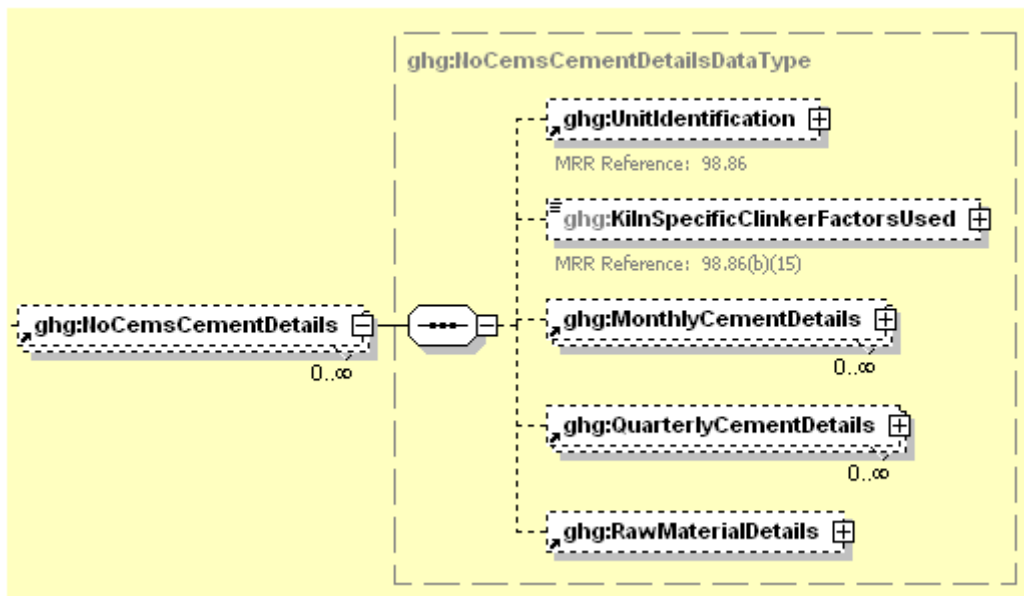 ghg:NoCemsCementDetailsDataType
ghg:UnitIdentification
MRR Reference: 98.86
ghg:KilnSpecificClinkerFactorsUsed
MRR Reference: 98.86(b)(15)
ghg:NoCemsCementDetails
0..∞
ghg:MonthlyCementDetails
0..∞
ghg:QuarterlyCementDetails
0..∞
ghg:RawMaterialDetails